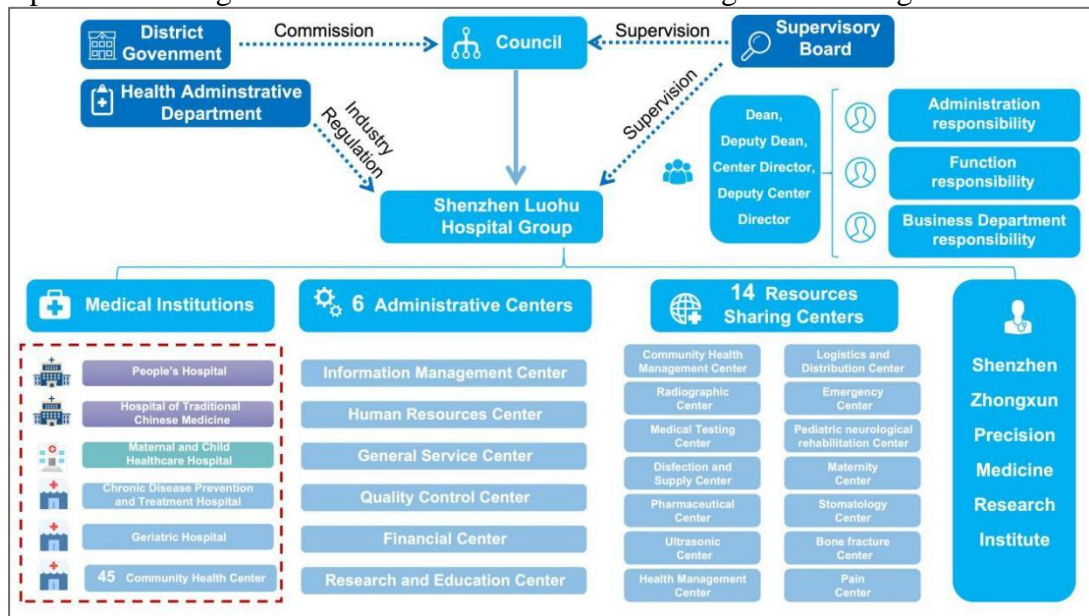 District
Govenment
Commission
Council
Supervision
Supervisory
Board
Health Adminstrative
Department
Industry
Regulation
Supervision
Dean,
Deputy Dean,
Center Director,
Deputy Center
Director
Administration
responsibility
Function
responsibility
Business Department
responsibility
Shenzhen Luohu
Hospital Group
Medical Institutions
People's Hospital
Hospital of Traditional
Chinese Medicine
Maternal and Child
Healthcare Hospital
Chronic Disease Prevention
and Treatment Hospital
Geriatric Hospital
45 Community Health Center
6 Administrative Centers
Information Management Center
Human Resources Center
General Service Center
Quality Control Center
Financial Center
Research and Education Center
14 Resources
Sharing Centers
Community Health
Management Center
Radiographic
Center
Medical Testing
Center
Disfection and
Supply Center
Pharmaceutical
Center
Ultrasonic
Center
Health Management
Center
Logistics and
Distribution Center
Emergency
Center
Pediatric neurological
rehabilitation Center
Maternity
Center
Stomatology
Center
Bone fracture
Center
Pain
Center
Shenzhen
Zhongxun
Precision
Medicine
Research
Institute